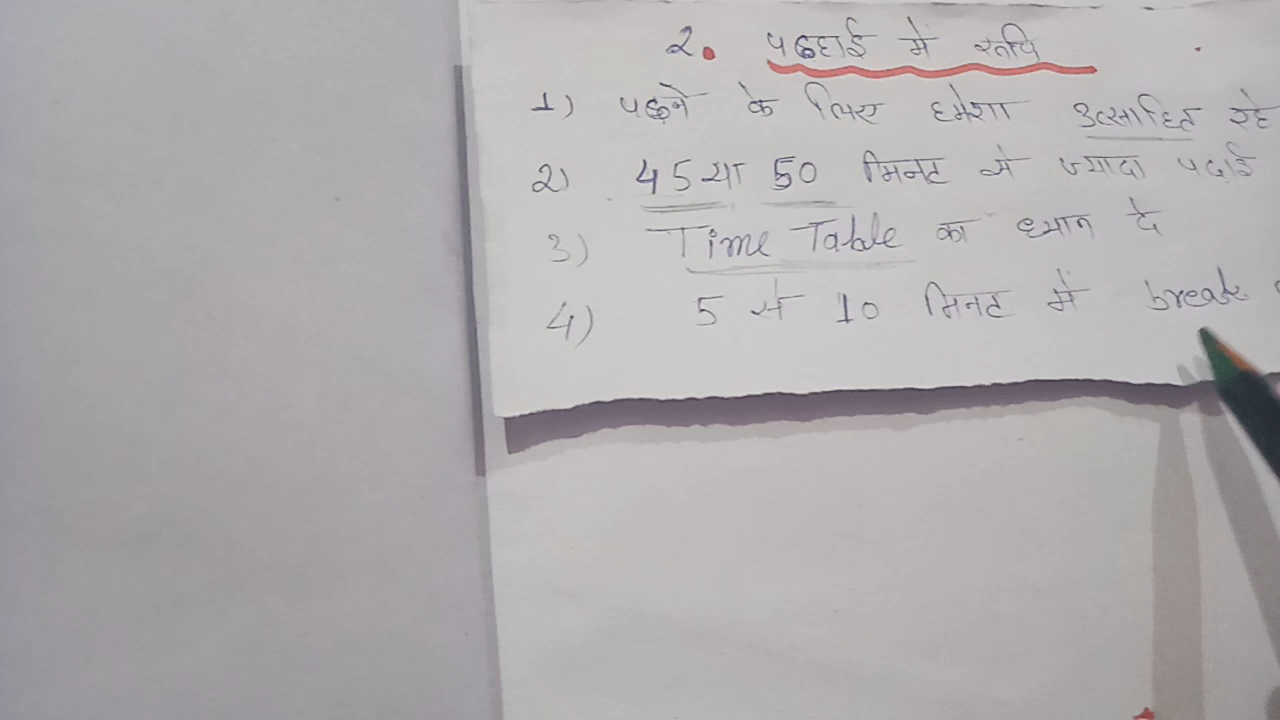 2. पढाई में रूचि
1) पढ़ने के लिए हमेशा उत्साहित रहे
2) 45 या 50 मिनट से ज्यादा पढ़ाई
3) Time Table का ध्यान दे
4) 5 से 10 मिनट में break